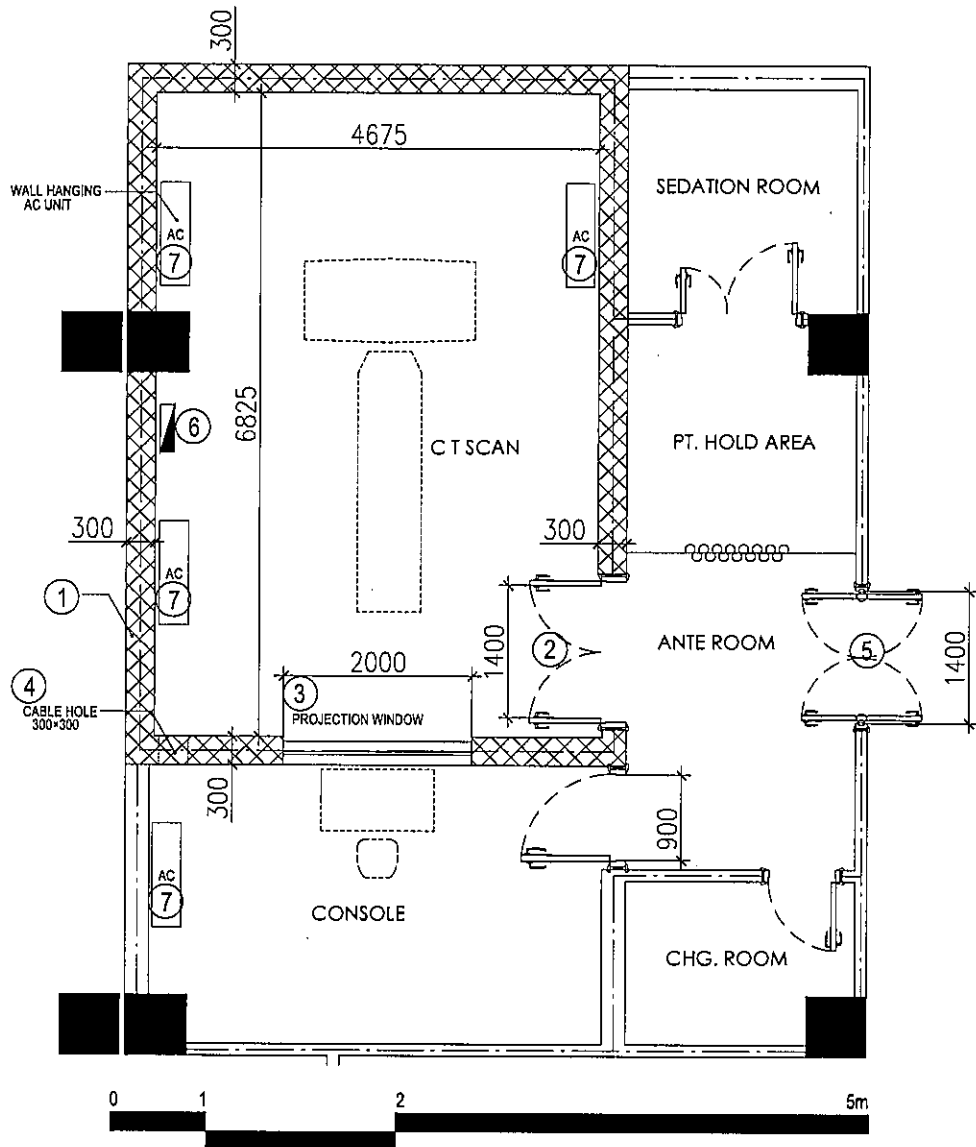 300
4675
WALL HANGING
AC UNIT
AC
7
AC
7
SEDATION ROOM
6825
6
C T SCAN
PT. HOLD AREA
300
300
AC
7
1
1400
2
ANTE ROOM
5
1400
2000
4
CABLE HOLE
300×300
3
PROJECTION WINDOW
300
900
AC
7
CONSOLE
CHG. ROOM
0 1 2 5m